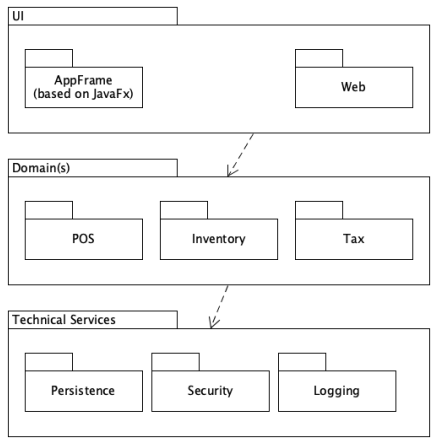 UI
AppFrame
(based on JavaFx)
Web
Domain(s)
POS
Inventory
Tax
Technical Services
Persistence
Security
Logging